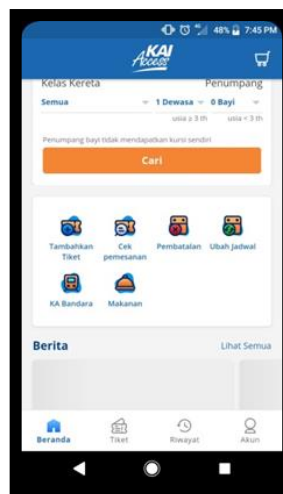 48% 7:45 PM
KAI
Access
Kelas Kereta Penumpang
Semua 1 Dewasa 0 Bayi
usia ≥ 3 th usia < 3 th
Penumpang bayi tidak mendapatkan kursi sendiri
Cari
Tambahkan Tiket Cek pemesanan Pembatalan Ubah Jadwal
KA Bandara Makanan
Berita Lihat Semua
Beranda Tiket Riwayat Akun